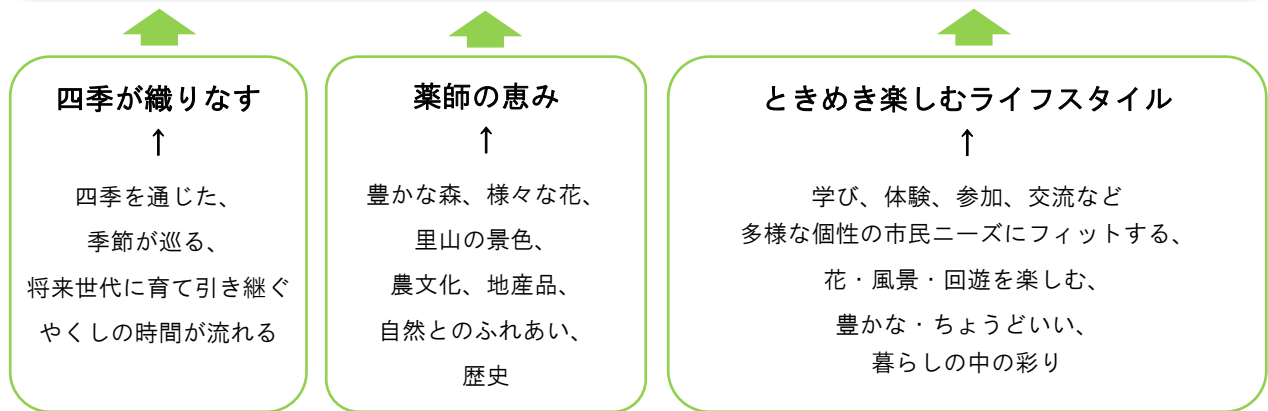 四季が織りなす
↑
四季を通じた、
季節が巡る、
将来世代に育て引き継ぐ
やくしの時間が流れる
薬師の恵み
↑
豊かな森、様々な花、
里山の景色、
農文化、地産品、
自然とのふれあい、
歴史
ときめき楽しむライフスタイル
↑
学び、体験、参加、交流など
多様な個性の市民ニーズにフィットする、
花・風景・回遊を楽しむ、
豊かな・ちょうどいい、
暮らしの中の彩り